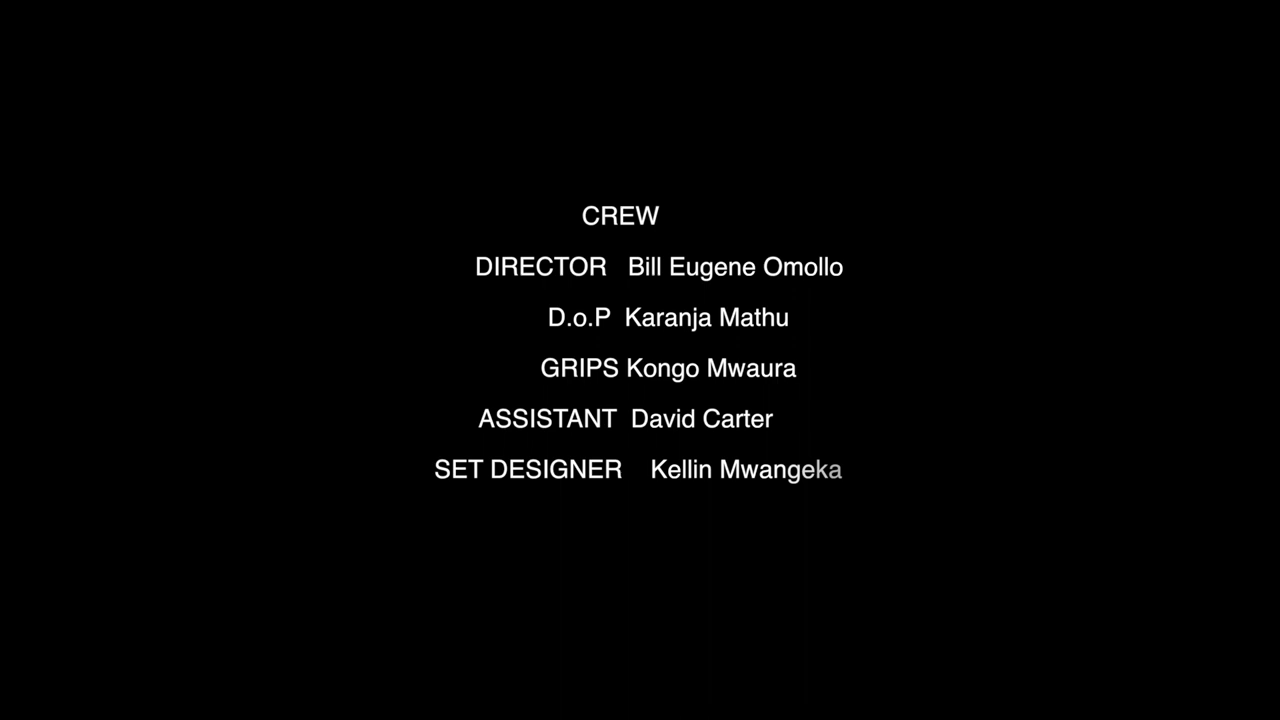 CREW
DIRECTOR Bill Eugene Omollo
D.o.P Karanja Mathu
GRIPS Kongo Mwaura
ASSISTANT David Carter
SET DESIGNER Kellin Mwangeka